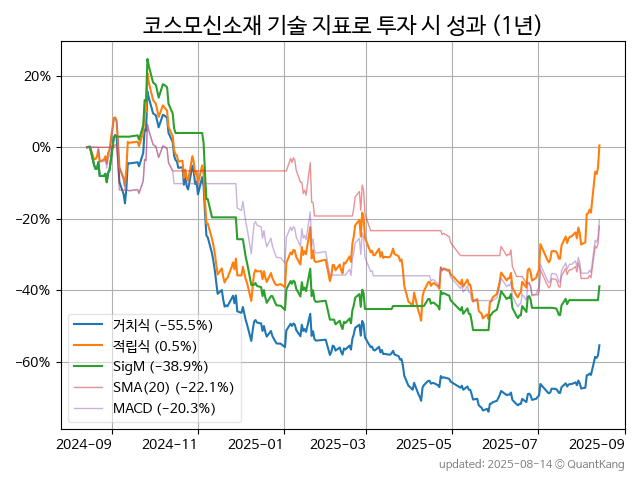 코스모신소재 기술 지표로 투자 시 성과 (1년)
20%
0%
−20%
−40%
−60%
거치식 (−55.5%)
적립식 (0.5%)
SigM (−38.9%)
SMA(20) (−22.1%)
MACD (−20.3%)
2024-09 2024-11 2025-01 2025-03 2025-05 2025-07 2025-09
updated: 2025-08-14 © QuantKang